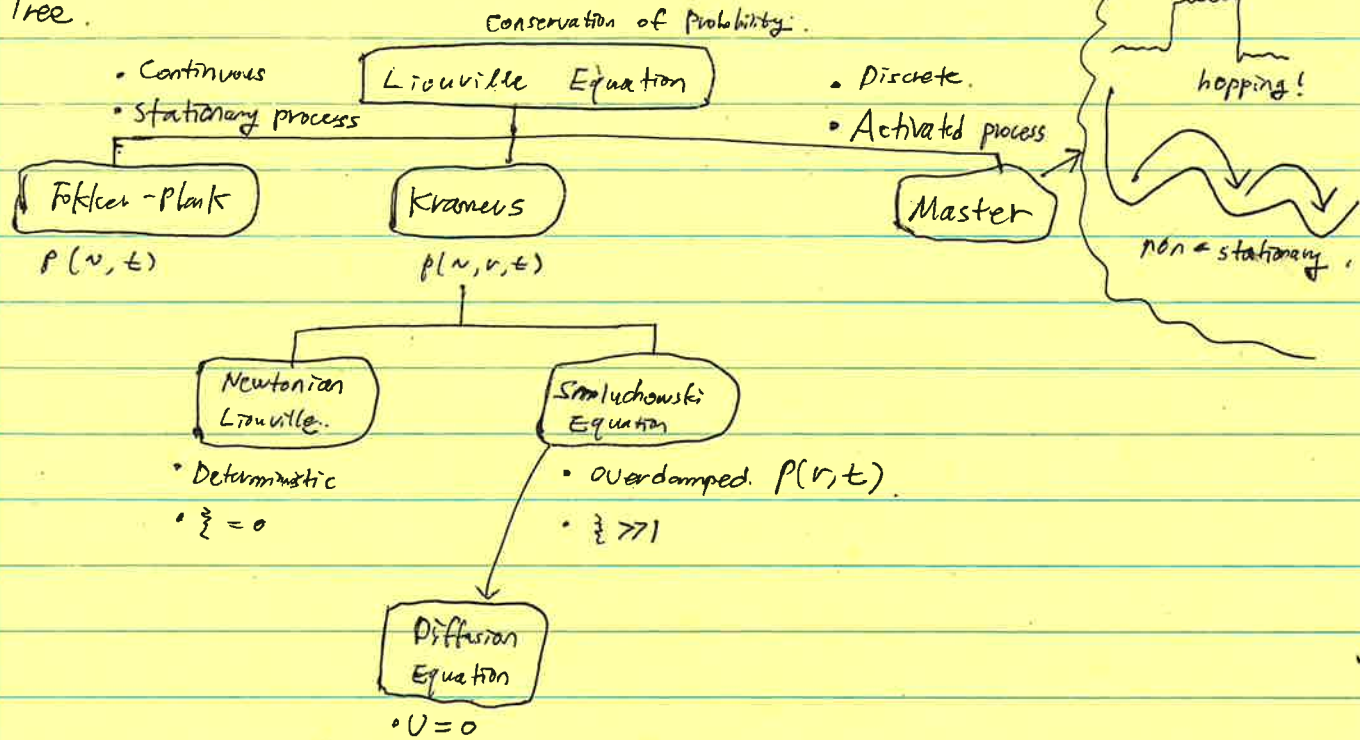 Tree.
Conservation of Probability.
• Continuous
• Stationary process
Liouville Equation
• Discrete.
• Activated process
hopping!
Fokker-Plank
Kramers
Master
non-stationary.
P(v, t)
p(v, r, t)
Newtonian
Liouville.
Smoluchowski
Equation
• Deterministic
• ξ = 0
• Overdamped. P(r, t).
• ξ >> 1
Diffusion
Equation
• U = 0